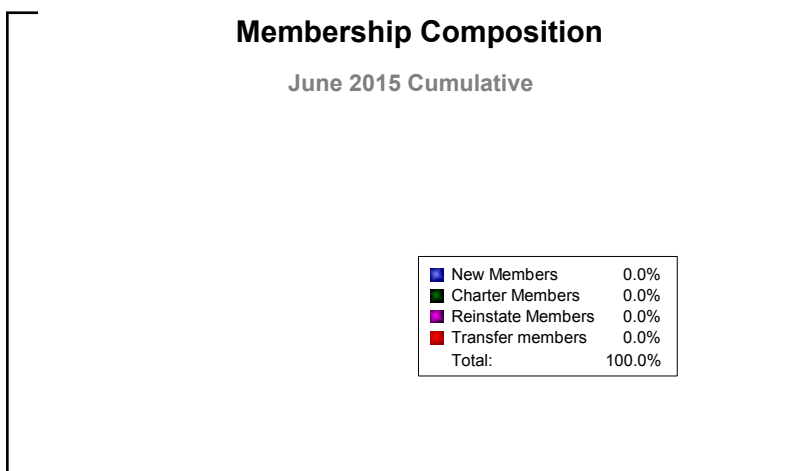 Membership Composition
June 2015 Cumulative
New Members 0.0%
Charter Members 0.0%
Reinstate Members 0.0%
Transfer members 0.0%
Total: 100.0%